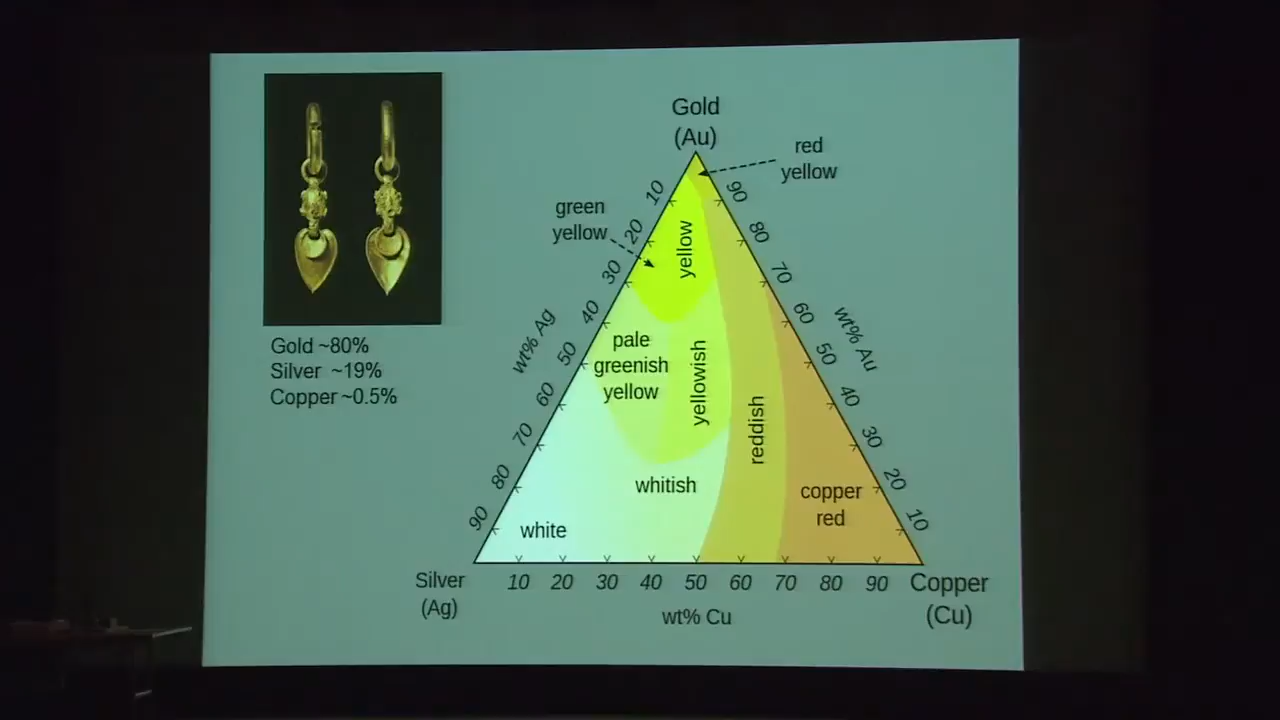 Gold ~80%
Silver ~19%
Copper ~0.5%
Gold
(Au)
red
yellow
green
yellow
yellow
pale
greenish
yellow
yellowish
reddish
whitish
copper
red
white
wt% Ag
10
20
30
40
50
60
70
80
90
wt% Au
90
80
70
60
50
40
30
20
10
Silver
(Ag)
10 20 30 40 50 60 70 80 90
wt% Cu
Copper
(Cu)